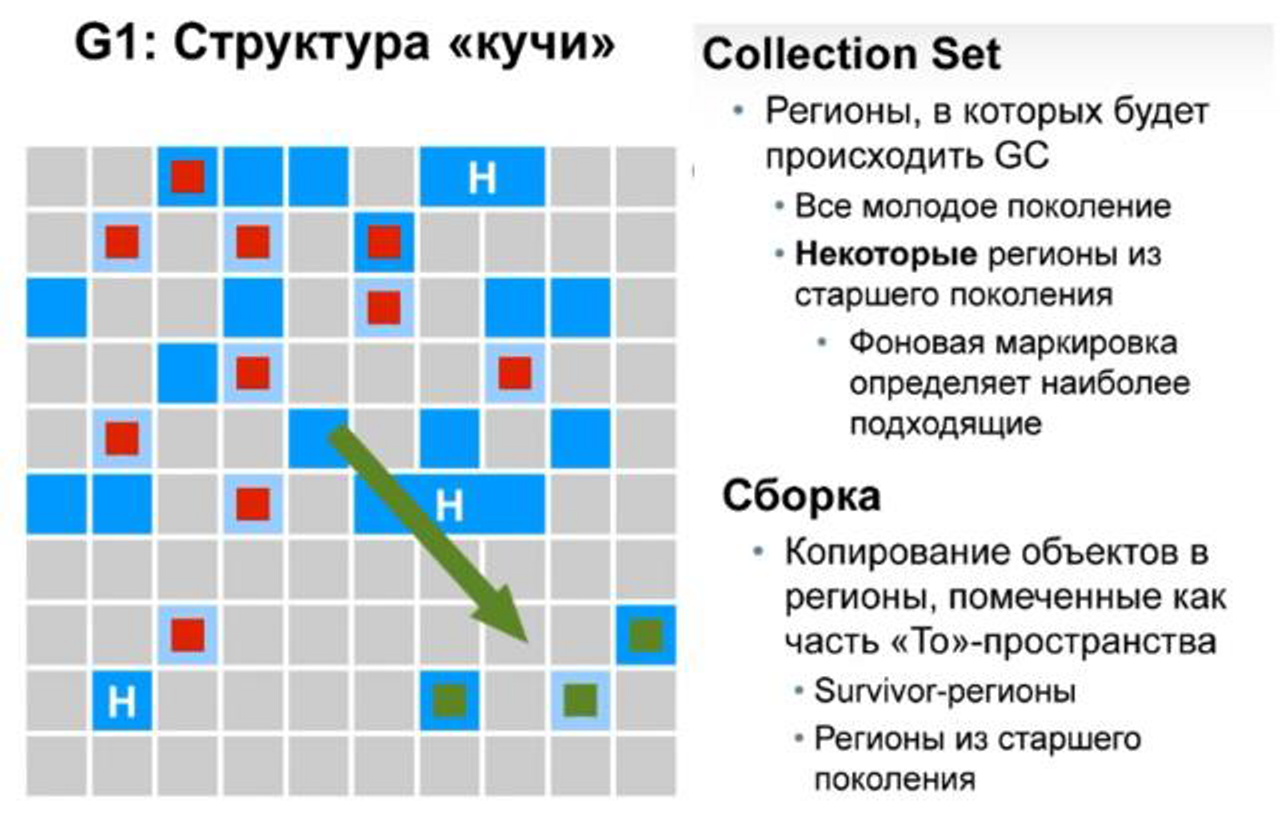 G1: Структура «кучи»
H
H
H
Collection Set
• Регионы, в которых будет
происходить GC
• Все молодое поколение
• Некоторые регионы из
старшего поколения
• Фоновая маркировка
определяет наиболее
подходящие
Сборка
• Копирование объектов в
регионы, помеченные как
часть «To»-пространства
• Survivor-регионы
• Регионы из старшего
поколения